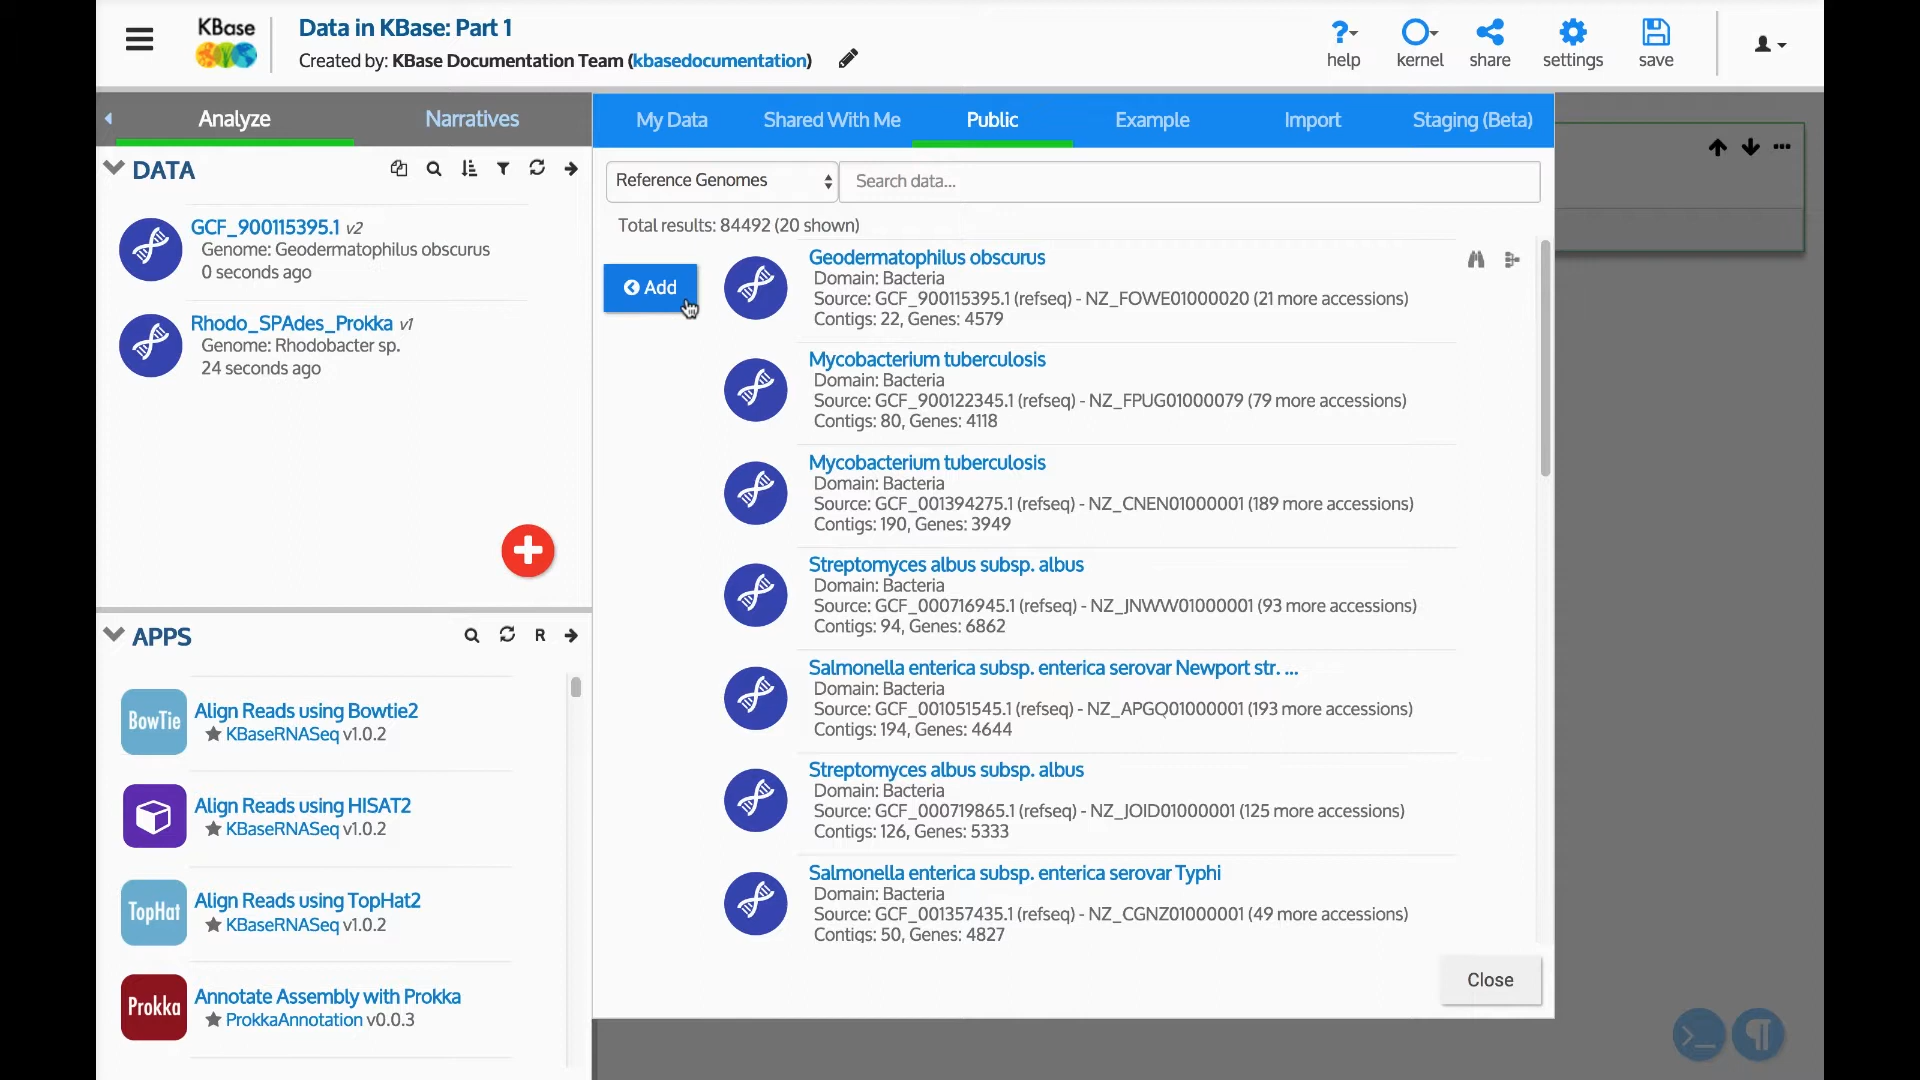 KBase
Data in KBase: Part 1
Created by: KBase Documentation Team (kbasedocumentation)
help
kernel
share
settings
save
Analyze
Narratives
My Data
Shared With Me
Public
Example
Import
Staging (Beta)
DATA
GCF_900115395.1 v2
Genome: Geodermatophilus obscurus
0 seconds ago
Rhodo_SPAdes_Prokka v1
Genome: Rhodobacter sp.
24 seconds ago
APPS
R
BowTie
Align Reads using Bowtie2
KBaseRNASeq v1.0.2
Align Reads using HISAT2
KBaseRNASeq v1.0.2
TopHat
Align Reads using TopHat2
KBaseRNASeq v1.0.2
Prokka
Annotate Assembly with Prokka
ProkkaAnnotation v0.0.3
Reference Genomes
Search data...
Total results: 84492 (20 shown)
Add
Geodermatophilus obscurus
Domain: Bacteria
Source: GCF_900115395.1 (refseq) - NZ_FOWE01000020 (21 more accessions)
Contigs: 22, Genes: 4579
Mycobacterium tuberculosis
Domain: Bacteria
Source: GCF_900122345.1 (refseq) - NZ_FPUG01000079 (79 more accessions)
Contigs: 80, Genes: 4118
Mycobacterium tuberculosis
Domain: Bacteria
Source: GCF_001394275.1 (refseq) - NZ_CNEN01000001 (189 more accessions)
Contigs: 190, Genes: 3949
Streptomyces albus subsp. albus
Domain: Bacteria
Source: GCF_000716945.1 (refseq) - NZ_JNWW01000001 (93 more accessions)
Contigs: 94, Genes: 6862
Salmonella enterica subsp. enterica serovar Newport str. ...
Domain: Bacteria
Source: GCF_001051545.1 (refseq) - NZ_APGQ01000001 (193 more accessions)
Contigs: 194, Genes: 4644
Streptomyces albus subsp. albus
Domain: Bacteria
Source: GCF_000719865.1 (refseq) - NZ_JOID01000001 (125 more accessions)
Contigs: 126, Genes: 5333
Salmonella enterica subsp. enterica serovar Typhi
Domain: Bacteria
Source: GCF_001357435.1 (refseq) - NZ_CGNZ01000001 (49 more accessions)
Contigs: 50, Genes: 4827
Close